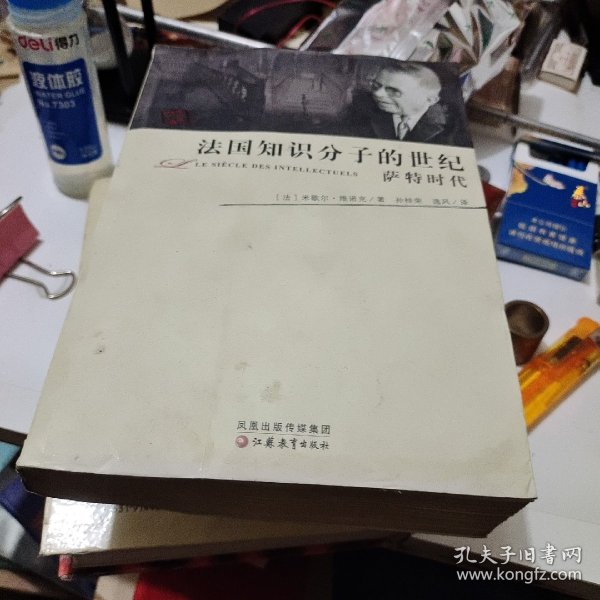 deli 得力
液体胶
WATER GLUE
No.7303
法国知识分子的世纪
LE SIÈCLE DES INTELLECTUELS
萨特时代
[法] 米歇尔·维诺克/著 孙桂荣 逸风/译
凤凰出版传媒集团
江苏教育出版社
泰山
孔夫子旧书网
www.kongfz.com